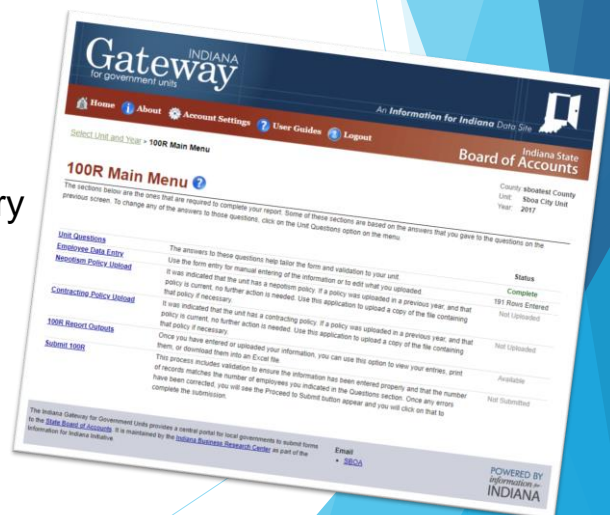 ry
Gateway
INDIANA
for government units
An Information for Indiana Data Site
Home About Account Settings User Guides Logout
Indiana State
Board of Accounts
Select Unit and Year » 100R Main Menu
County: sboatest County
Unit: Sboa City Unit
Year: 2017
100R Main Menu
The sections below are the ones that are required to complete your report. Some of these sections are based on the answers that you gave to the questions on the
previous screen. To change any of the answers to those questions, click on the Unit Questions option on the menu.
Status
Unit Questions The answers to these questions help tailor the form and validation to your unit. Complete
Employee Data Entry Use the form entry for manual entering of the information or to edit what you uploaded. 191 Rows Entered
Nepotism Policy Upload It was indicated that the unit has a nepotism policy. If a policy was uploaded in a previous year, and that Not Uploaded
policy is current, no further action is needed. Use this application to upload a copy of the file containing
that policy if necessary.
Contracting Policy Upload It was indicated that the unit has a contracting policy. If a policy was uploaded in a previous year, and that Not Uploaded
policy is current, no further action is needed. Use this application to upload a copy of the file containing
that policy if necessary.
100R Report Outputs Once you have entered or uploaded your information, you can use this option to view your entries, print Available
them, or download them into an Excel file.
Submit 100R This process includes validation to ensure the information has been entered properly and that the number Not Submitted
of records matches the number of employees you indicated in the Questions section. Once any errors
have been corrected, you will see the Proceed to Submit button appear and you will click on that to
complete the submission.
The Indiana Gateway for Government Units provides a central portal for local governments to submit forms
to the State Board of Accounts. It is maintained by the Indiana Business Research Center as part of the
Information for Indiana initiative.
Email
• SBOA
POWERED BY
information for
INDIANA